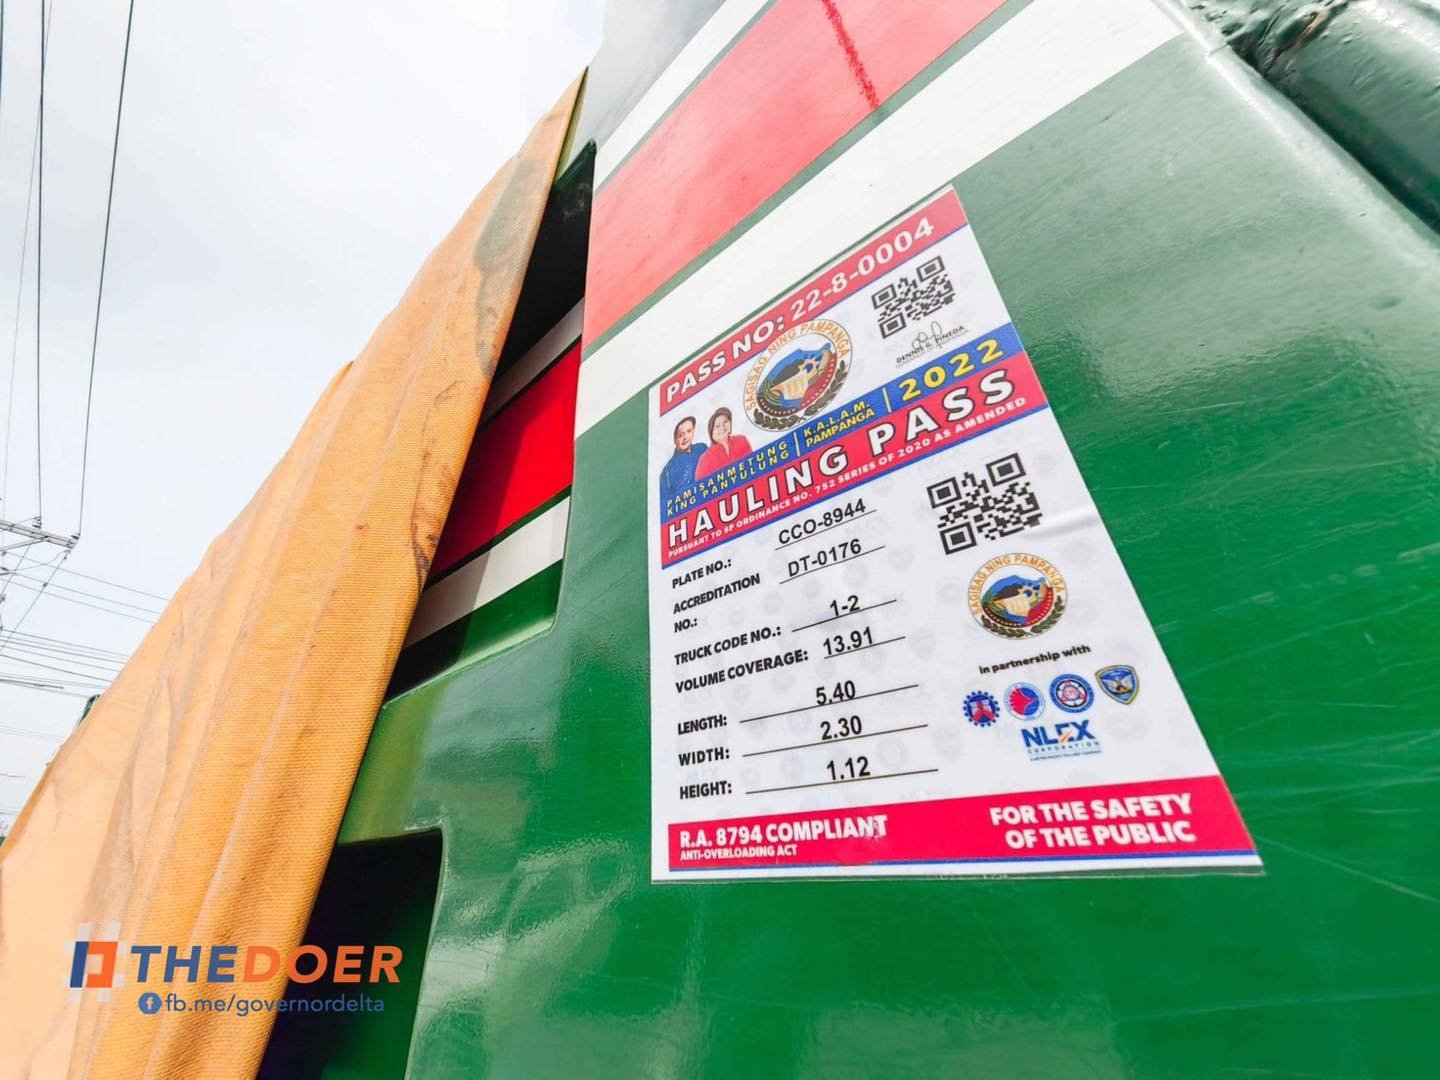 PASS NO: 22-8-0004
SAGISAG NING PAMPANGA
DENNIS G. PINEDA
PAMISANMETUNG
KING PANYULUNG
K.A.L.A.M.
PAMPANGA
2022
HAULING PASS
PURSUANT TO SP ORDINANCE NO. 752 SERIES OF 2020 AS AMENDED
PLATE NO.: CCO-8944
ACCREDITATION
NO.: DT-0176
TRUCK CODE NO.: 1-2
VOLUME COVERAGE: 13.91
LENGTH: 5.40
WIDTH: 2.30
HEIGHT: 1.12
SAGISAG NING PAMPANGA
in partnership with
NLEX
CORPORATION
R.A. 8794 COMPLIANT
ANTI-OVERLOADING ACT
FOR THE SAFETY
OF THE PUBLIC
#THEDOER
fb.me/governordelta